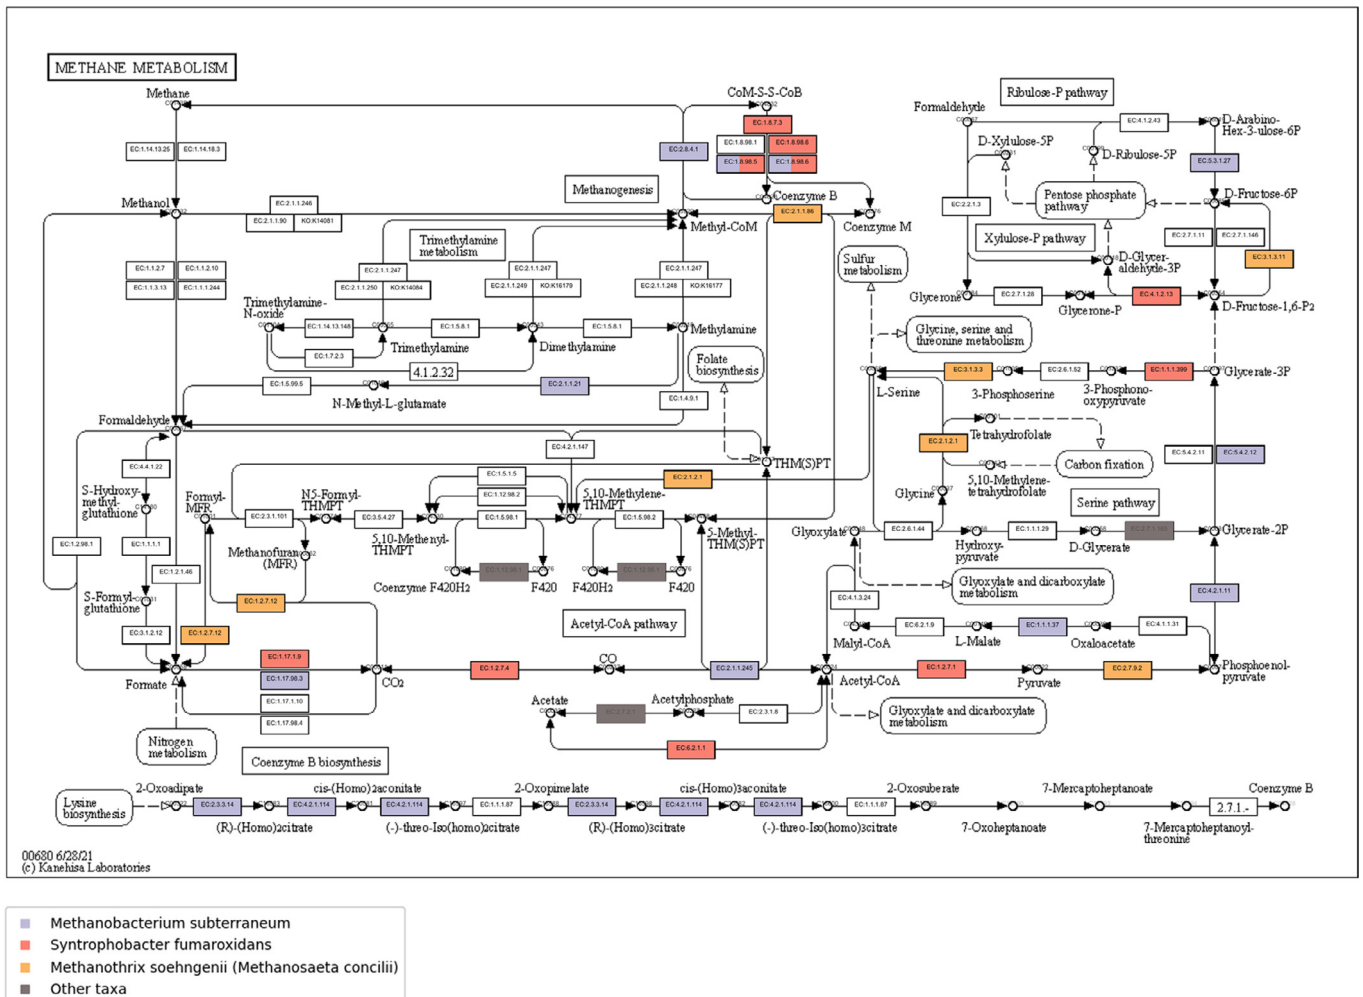 METHANE METABOLISM
Methane
CoM-S-S-CoB
Ribulose-P pathway
Formaldehyde
EC:1.8.7.3
EC:4.1.2.43
D-Arabino-
Hex-3-ulose-6P
EC:1.14.13.25
EC:1.14.18.3
EC:2.8.4.1
EC:1.8.98.1
EC:1.8.98.6
EC:1.8.98.5
EC:1.8.98.6
D-Xylulose-5P
D-Ribulose-5P
EC:5.3.1.27
Methanogenesis
Coenzyme B
Pentose phosphate
pathway
D-Fructose-6P
Methanol
EC:2.1.1.246
EC:2.1.1.90
KO:K14081
Methyl-CoM
EC:2.1.1.86
Coenzyme M
EC:2.2.1.3
Xylulose-P pathway
EC:2.7.1.11
EC:2.7.1.146
EC:3.1.3.11
Trimethylamine
metabolism
Sulfur
metabolism
D-Glycer-
aldehyde-3P
EC:1.1.2.7
EC:1.1.2.10
EC:1.1.3.13
EC:1.1.1.244
EC:2.1.1.247
EC:2.1.1.250
KO:K14084
EC:2.1.1.247
EC:2.1.1.249
KO:K16179
EC:2.1.1.247
EC:2.1.1.248
KO:K16177
Glycerone
EC:2.7.1.28
Glycerone-P
EC:4.1.2.13
D-Fructose-1,6-P2
Trimethylamine-
N-oxide
EC:1.14.13.148
EC:1.5.8.1
EC:1.5.8.1
Methylamine
EC:1.7.2.3
Trimethylamine
Dimethylamine
Glycine, serine and
threonine metabolism
4.1.2.32
Folate
biosynthesis
EC:1.5.99.5
EC:2.1.1.21
N-Methyl-L-glutamate
EC:1.4.9.1
L-Serine
EC:3.1.3.3
3-Phosphoserine
EC:2.6.1.52
3-Phosphono-
oxypyruvate
EC:1.1.1.399
Glycerate-3P
Formaldehyde
EC:4.2.1.147
EC:2.1.2.1
Tetrahydrofolate
EC:5.4.2.11
EC:5.4.2.12
EC:4.4.1.22
THM(S)PT
Carbon fixation
5,10-Methylene-
tetrahydrofolate
S-Hydroxy-
methyl-
glutathione
Formyl-
MFR
N5-Formyl-
THMPT
EC:1.5.1.5
EC:1.12.98.2
5,10-Methylene-
THMPT
EC:2.1.2.1
Glycine
Serine pathway
EC:2.3.1.101
EC:3.5.4.27
EC:1.5.98.1
EC:1.5.98.2
EC:1.2.98.1
EC:1.1.1.1
Methanofuran
(MFR)
5,10-Methenyl-
THMPT
5-Methyl-
THM(S)PT
Glyoxylate
EC:2.6.1.44
Hydroxy-
pyruvate
EC:1.1.1.29
D-Glycerate
Glycerate-2P
EC:1.2.1.46
Coenzyme F420H2
F420
F420H2
F420
Glyoxylate and dicarboxylate
metabolism
S-Formyl-
glutathione
EC:1.2.7.12
EC:4.1.3.24
EC:4.2.1.11
EC:3.1.2.12
EC:1.2.7.12
Acetyl-CoA pathway
Malyl-CoA
EC:6.2.1.9
L-Malate
EC:1.1.1.37
Oxaloacetate
EC:4.1.1.31
Formate
EC:1.17.1.9
EC:1.17.98.3
EC:1.17.1.10
EC:1.17.98.4
CO2
EC:1.2.7.4
CO
EC:2.1.1.245
Acetyl-CoA
EC:1.2.7.1
Pyruvate
EC:2.7.9.2
Phosphoenol-
pyruvate
Acetate
Acetylphosphate
EC:2.3.1.8
Glyoxylate and dicarboxylate
metabolism
EC:6.2.1.1
Nitrogen
metabolism
Coenzyme B biosynthesis
2-Oxoadipate
cis-(Homo)2aconitate
2-Oxopimelate
cis-(Homo)3aconitate
2-Oxosuberate
7-Mercaptoheptanoate
Coenzyme B
Lysine
biosynthesis
EC:2.3.3.14
EC:4.2.1.114
EC:4.2.1.114
EC:1.1.1.87
EC:2.3.3.14
EC:4.2.1.114
EC:4.2.1.114
EC:1.1.1.87
2.7.1.-
(R)-(Homo)2citrate
(-)-threo-Iso(homo)2citrate
(R)-(Homo)3citrate
(-)-threo-Iso(homo)3citrate
7-Oxoheptanoate
7-Mercaptoheptanoyl-
threonine
00680 6/28/21
(c) Kanehisa Laboratories
Methanobacterium subterraneum
Syntrophobacter fumaroxidans
Methanothrix soehngenii (Methanosaeta concilii)
Other taxa